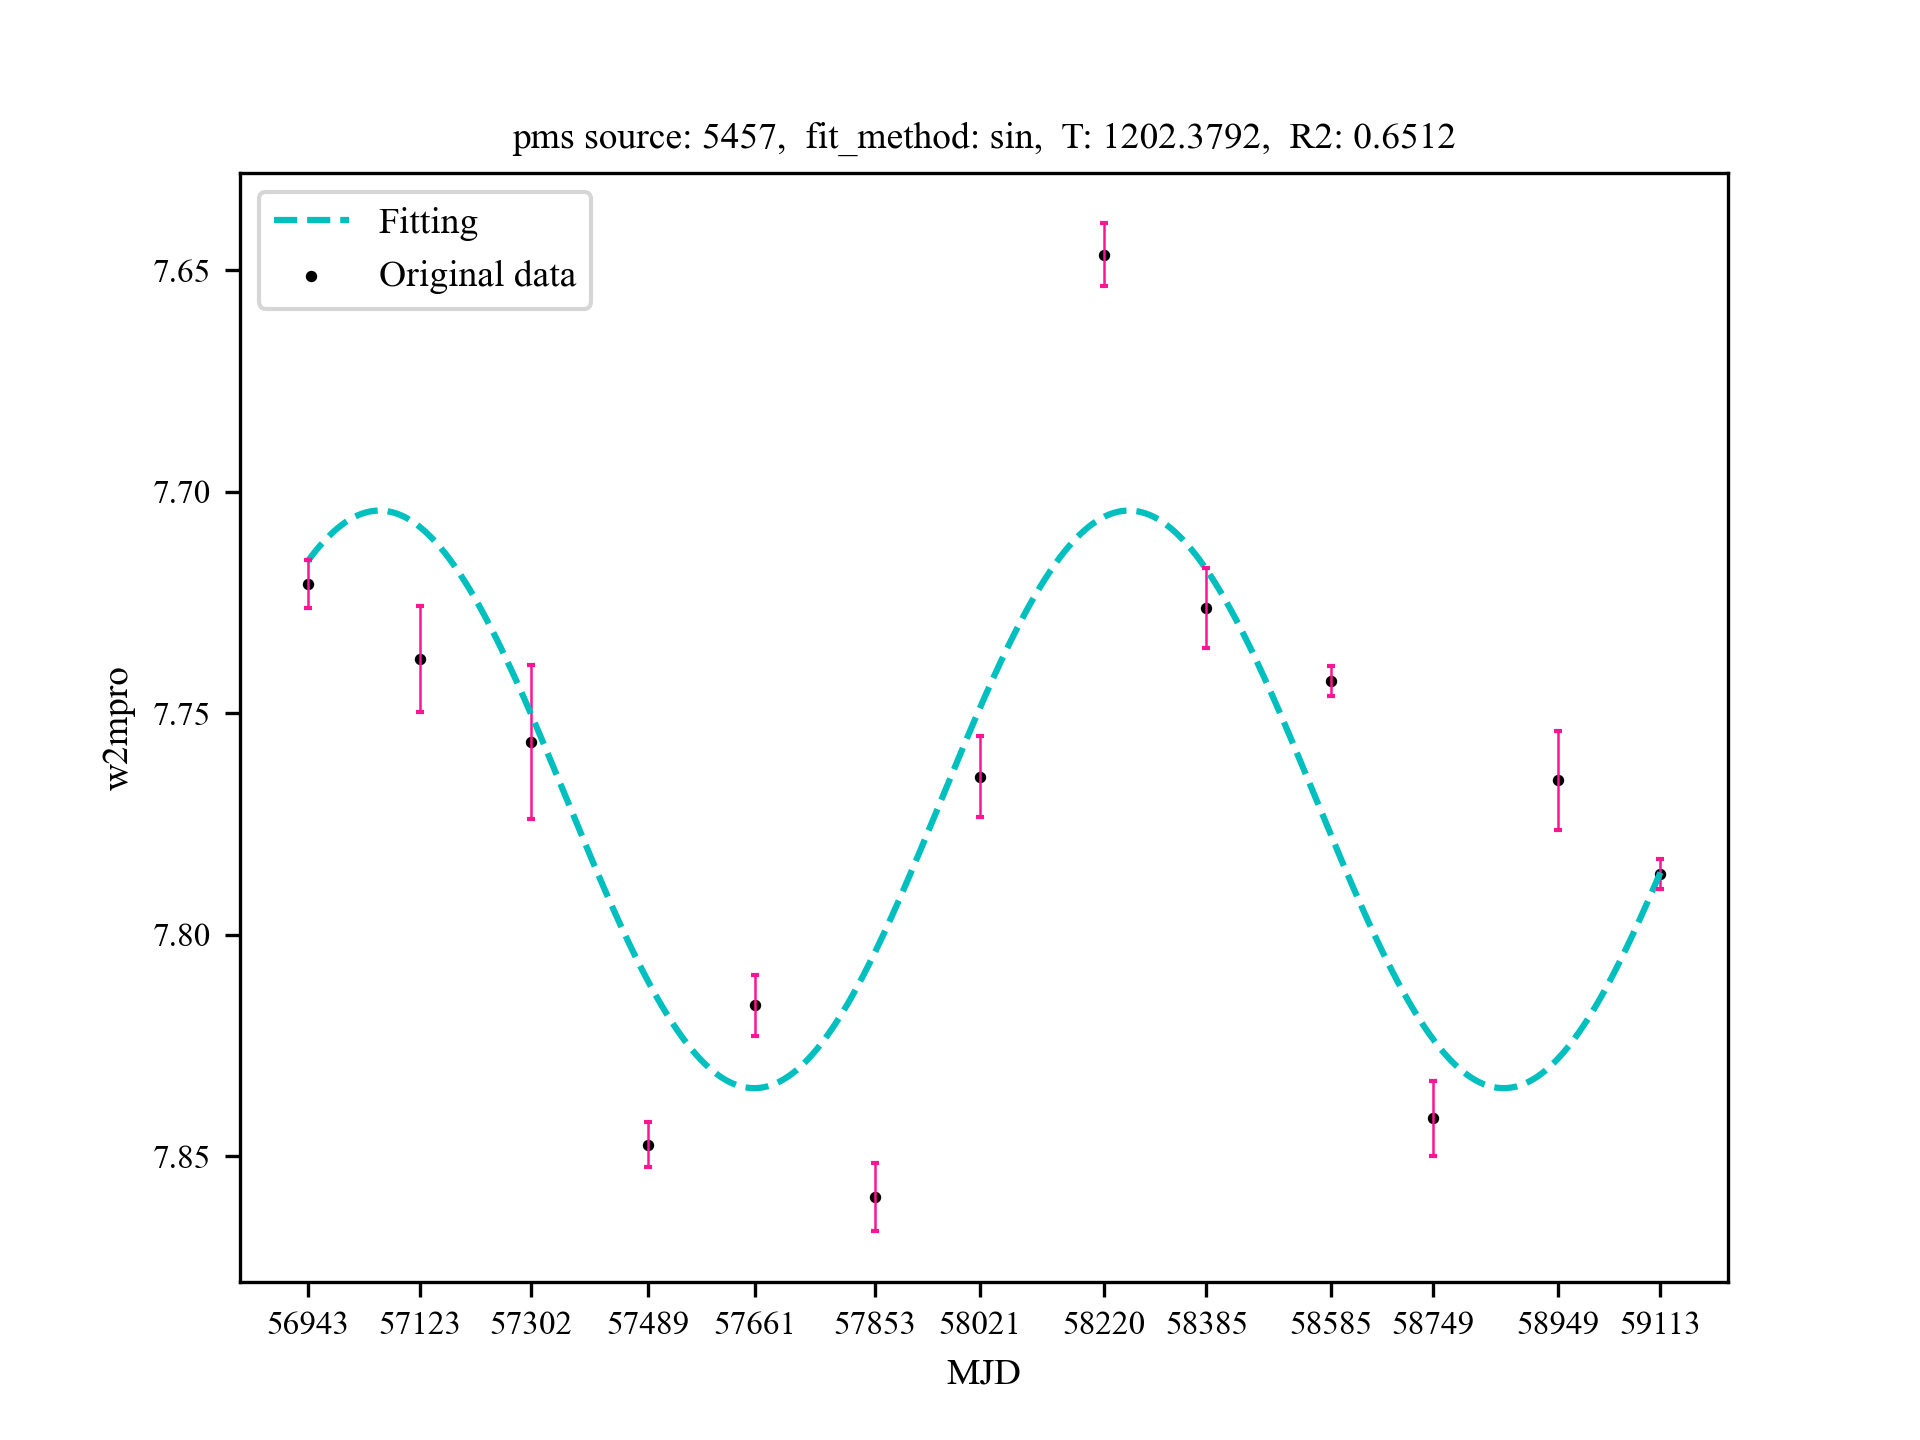 pms source: 5457,  fit_method: sin,  T: 1202.3792,  R2: 0.6512
Fitting
Original data
7.65
7.70
7.75
7.80
7.85
w2mpro
56943 57123 57302 57489 57661 57853 58021 58220 58385 58585 58749 58949 59113
MJD